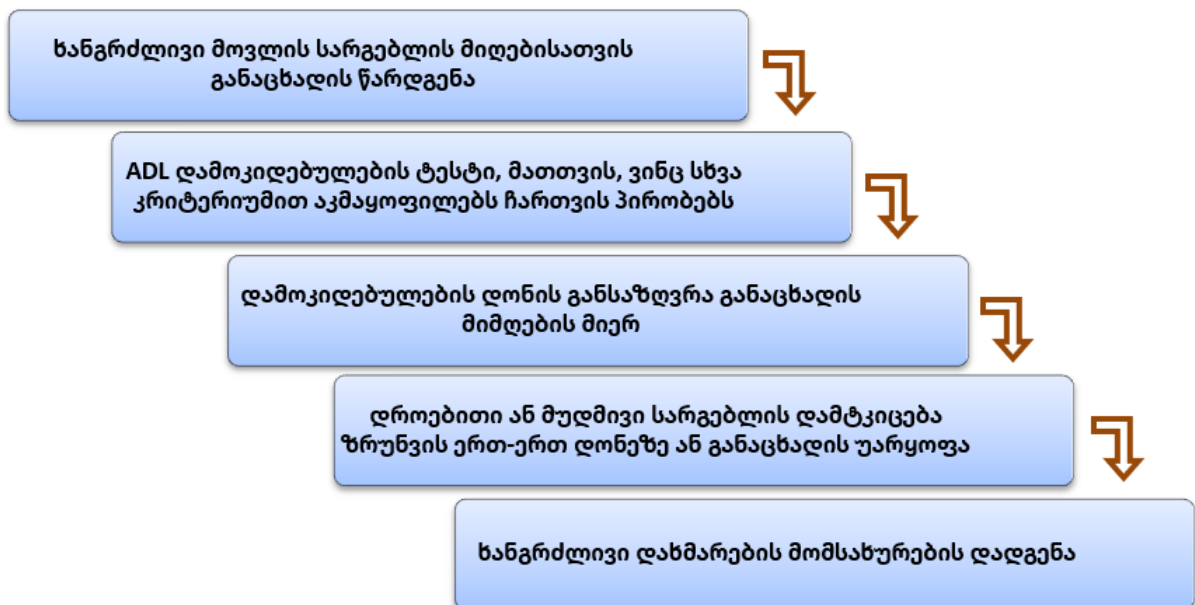 ხანგრძლივი მოვლის სარგებლის მიღებისათვის
განაცხადის წარდგენა
ADL დამოკიდებულების ტესტი, მათთვის, ვინც სხვა
კრიტერიუმით აკმაყოფილებს ჩართვის პირობებს
დამოკიდებულების დონის განსაზღვრა განაცხადის
მიმღების მიერ
დროებითი ან მუდმივი სარგებლის დამტკიცება
ზრუნვის ერთ-ერთ დონეზე ან განაცხადის უარყოფა
ხანგრძლივი დახმარების მომსახურების დადგენა